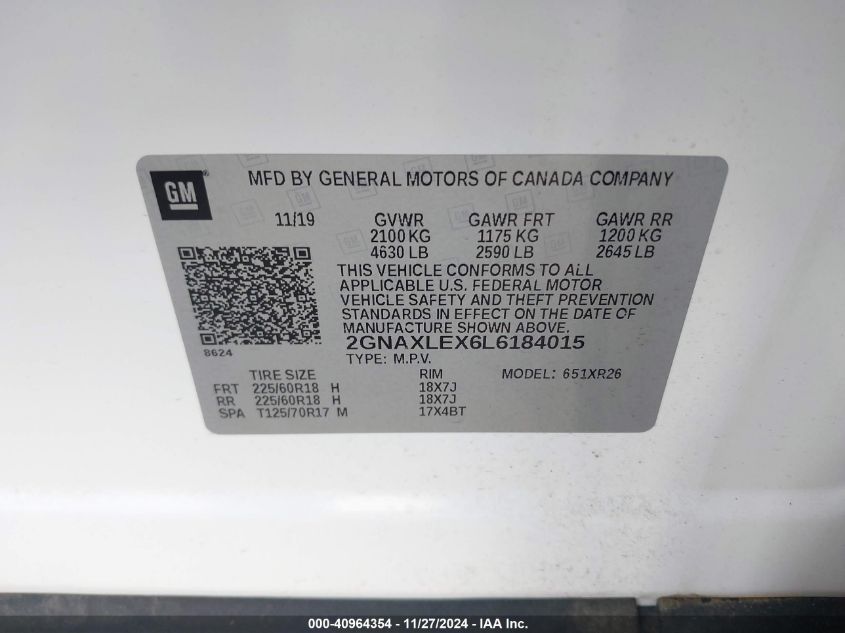 GM ®
MFD BY GENERAL MOTORS OF CANADA COMPANY
11/19 GVWR GAWR FRT GAWR RR
2100 KG 1175 KG 1200 KG
4630 LB 2590 LB 2645 LB
THIS VEHICLE CONFORMS TO ALL
APPLICABLE U.S. FEDERAL MOTOR
VEHICLE SAFETY AND THEFT PREVENTION
STANDARDS IN EFFECT ON THE DATE OF
MANUFACTURE SHOWN ABOVE.
2GNAXLEX6L6184015
8624
TYPE: M.P.V.
TIRE SIZE RIM MODEL: 651XR26
FRT 225/60R18 H 18X7J
RR 225/60R18 H 18X7J
SPA T125/70R17 M 17X4BT
000-40964354 — 11/27/2024 — IAA Inc.